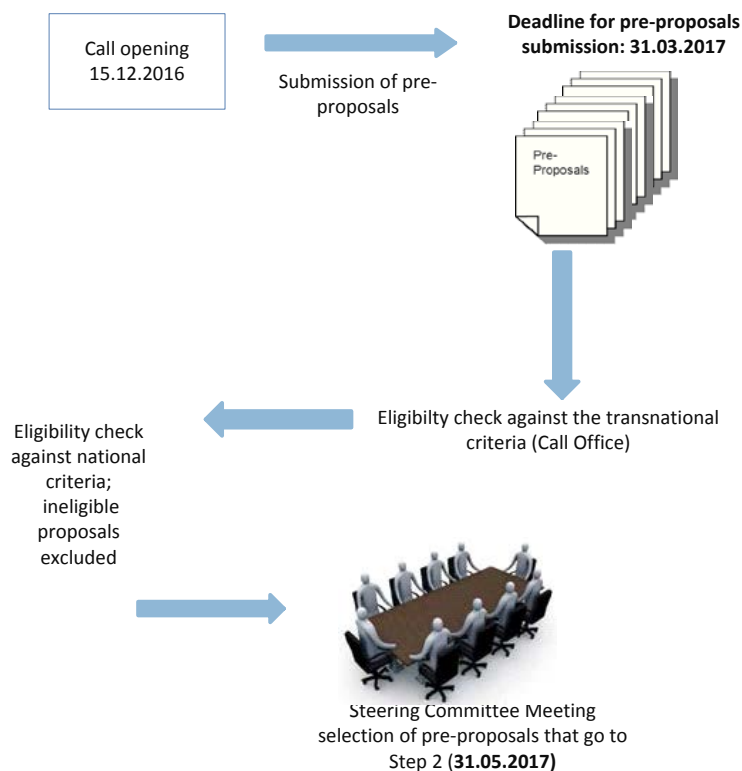 Call opening
15.12.2016
Submission of pre-
proposals
Deadline for pre-proposals
submission: 31.03.2017
Pre-
Proposals
Eligibilty check against the transnational
criteria (Call Office)
Eligibility check
against national
criteria;
ineligible
proposals
excluded
Steering Committee Meeting
selection of pre-proposals that go to
Step 2 (31.05.2017)